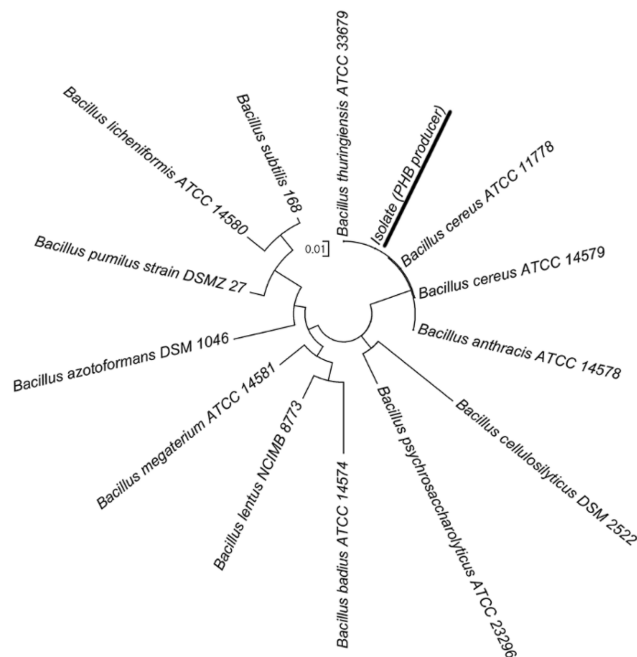 Bacillus thuringiensis ATCC 33679
Isolate (PHB producer)
Bacillus cereus ATCC 11778
Bacillus cereus ATCC 14579
Bacillus anthracis ATCC 14578
Bacillus cellulosilyticus DSM 2522
Bacillus psychrosaccharolyticus ATCC 23296
Bacillus badius ATCC 14574
Bacillus lentus NCIMB 8773
Bacillus megaterium ATCC 14581
Bacillus azotoformans DSM 1046
Bacillus pumilus strain DSMZ 27
Bacillus licheniformis ATCC 14580
Bacillus subtilis 168
0.01